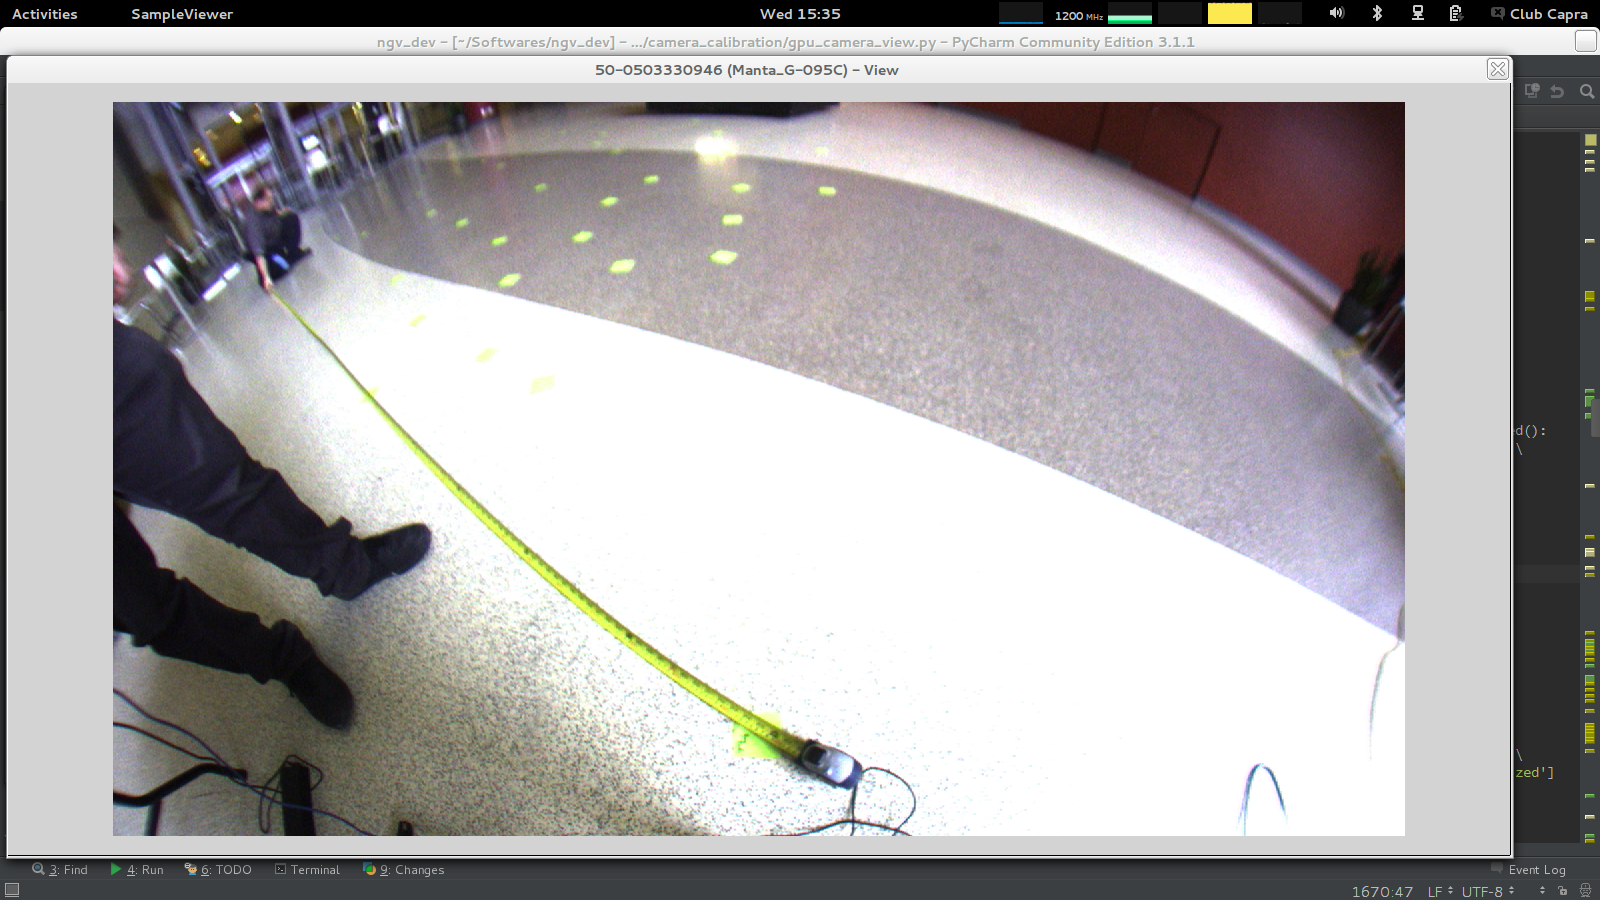 Activities SampleViewer Wed 15:35 1200 MHz Club Capra
ngv_dev – [~/Softwares/ngv_dev] – .../camera_calibration/gpu_camera_view.py – PyCharm Community Edition 3.1.1
50-0503330946 (Manta_G-095C) – View
ed():
\
\
zed']
3: Find 4: Run 6: TODO Terminal 9: Changes Event Log
1670:47 LF UTF-8